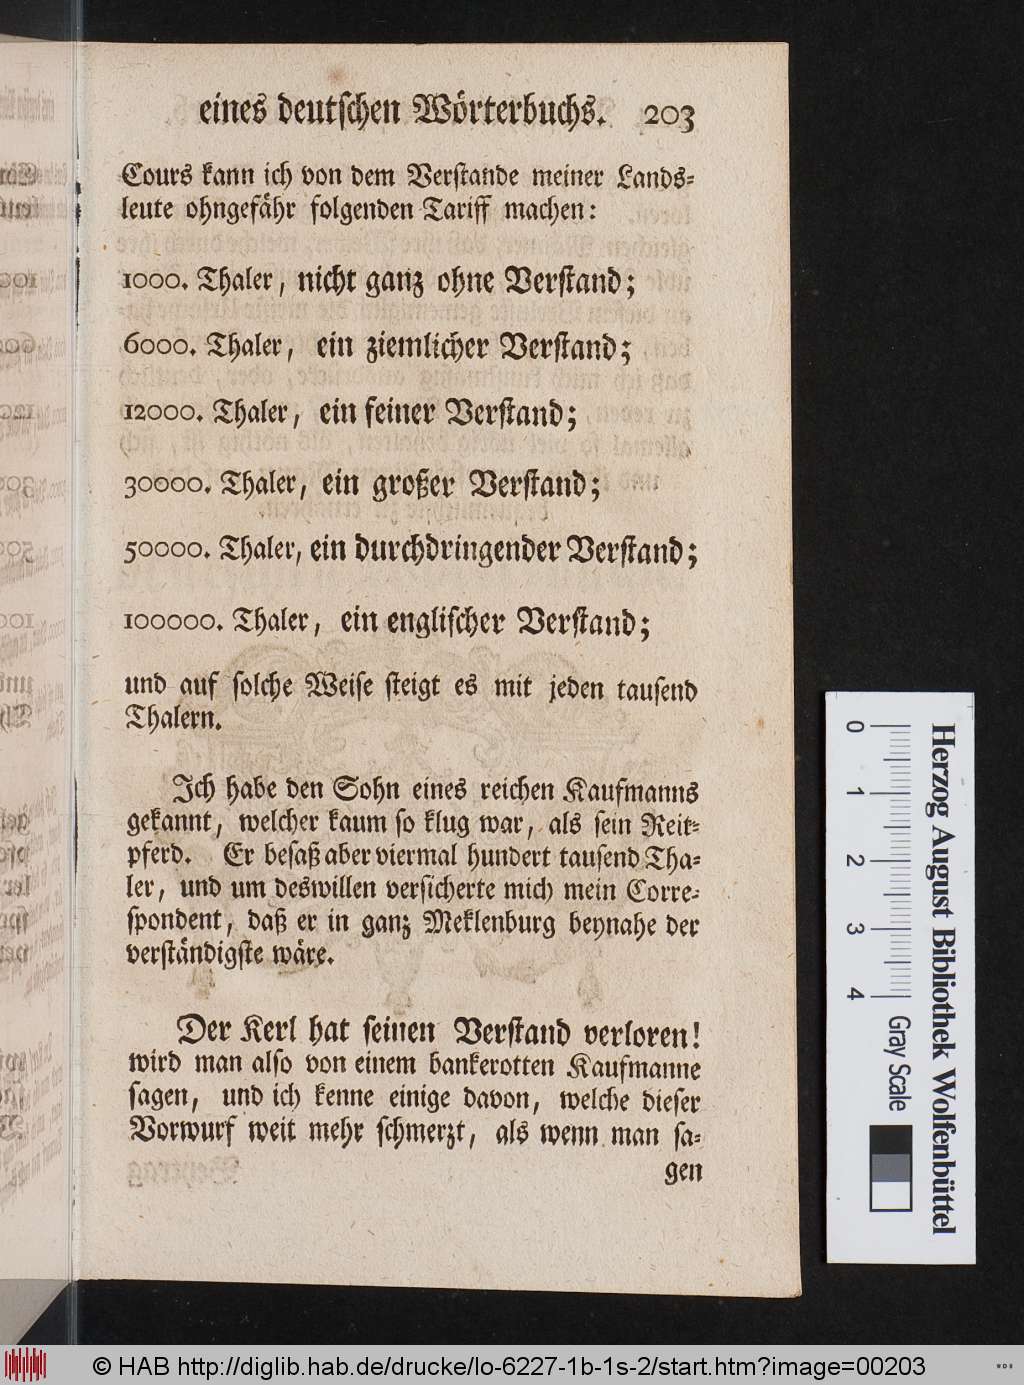 eines deutschen Wörterbuchs. 203
Cours kann ich von dem Verstande meiner Lands-
leute ohngefähr folgenden Tariff machen:
1000. Thaler, nicht ganz ohne Verstand;
6000. Thaler, ein ziemlicher Verstand;
12000. Thaler, ein feiner Verstand;
30000. Thaler, ein großer Verstand;
50000. Thaler, ein durchdringender Verstand;
100000. Thaler, ein englischer Verstand;
und auf solche Weise steigt es mit jeden tausend
Thalern.
Ich habe den Sohn eines reichen Kaufmanns
gekannt, welcher kaum so klug war, als sein Reit-
pferd. Er besaß aber viermal hundert tausend Tha-
ler, und um deswillen versicherte mich mein Corre-
spondent, daß er in ganz Meklenburg beynahe der
verständigste wäre.
Der Kerl hat seinen Verstand verloren!
wird man also von einem bankerotten Kaufmanne
sagen, und ich kenne einige davon, welche dieser
Vorwurf weit mehr schmerzt, als wenn man sa-
gen
0 1 2 3 4
Gray Scale
Herzog August Bibliothek Wolfenbüttel
© HAB http://diglib.hab.de/drucke/lo-6227-1b-1s-2/start.htm?image=00203